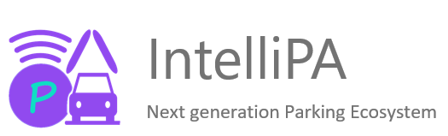 P
IntelliPA
Next generation Parking Ecosystem